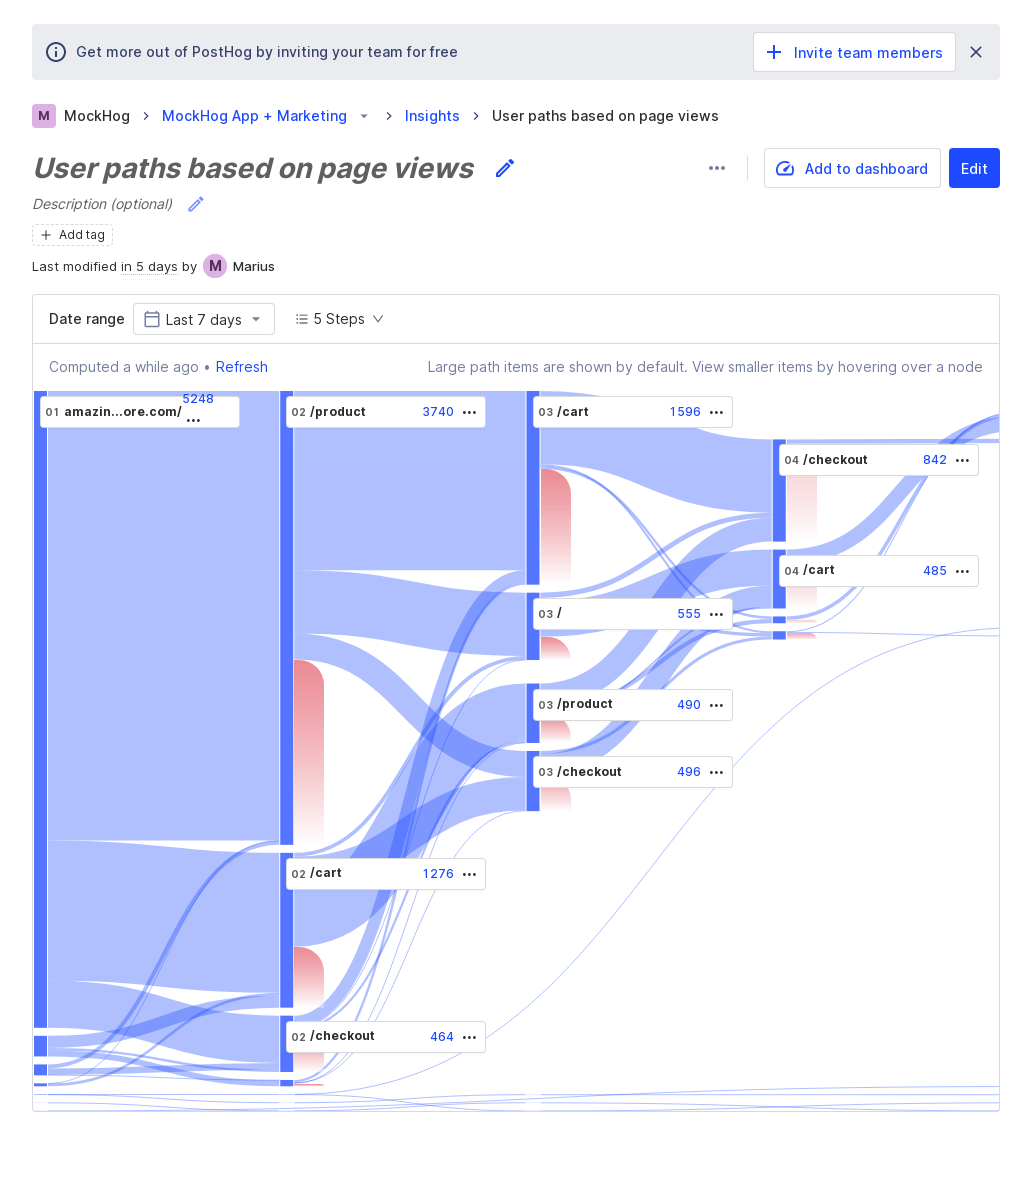 Get more out of PostHog by inviting your team for free
Invite team members
M MockHog MockHog App + Marketing Insights User paths based on page views
User paths based on page views
Add to dashboard
Edit
Description (optional)
Add tag
Last modified in 5 days by M Marius
Date range Last 7 days 5 Steps
Computed a while ago • Refresh
Large path items are shown by default. View smaller items by hovering over a node
01 amazin...ore.com/ 5248
02 /product 3740
03 /cart 1596
04 /checkout 842
04 /cart 485
03 / 555
03 /product 490
03 /checkout 496
02 /cart 1276
02 /checkout 464